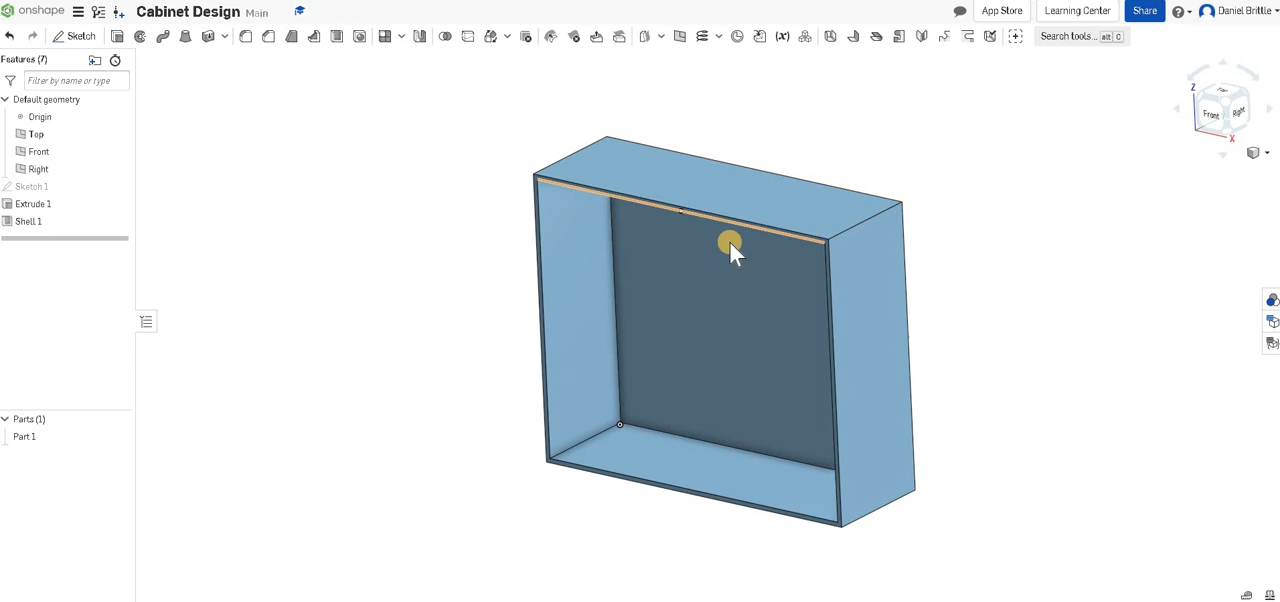 onshape Cabinet Design Main App Store Learning Center Share Daniel Brittle
Sketch Search tools... alt C
Features (7)
Filter by name or type
Default geometry
Origin
Top
Front
Right
Sketch 1
Extrude 1
Shell 1
Parts (1)
Part 1
Z
Front
Right
X